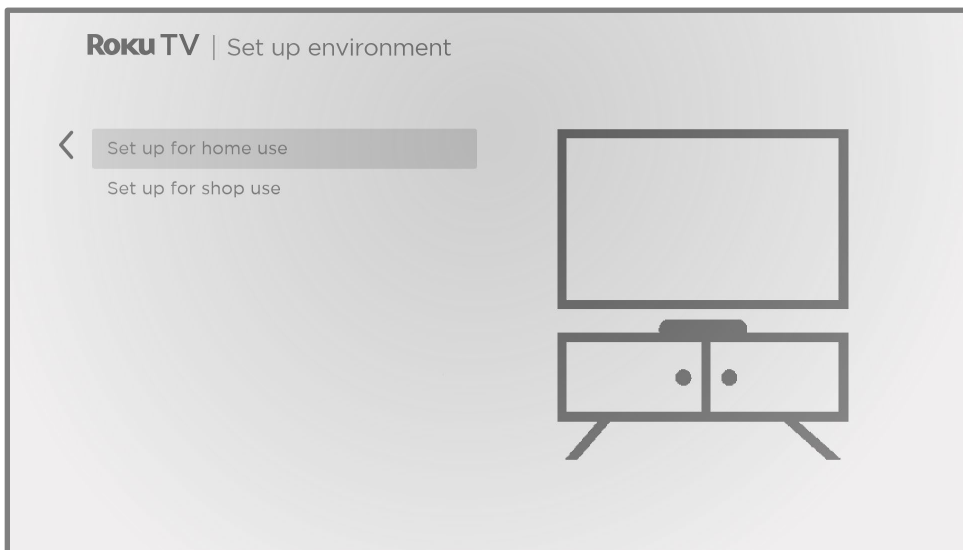 Roku TV | Set up environment
Set up for home use
Set up for shop use